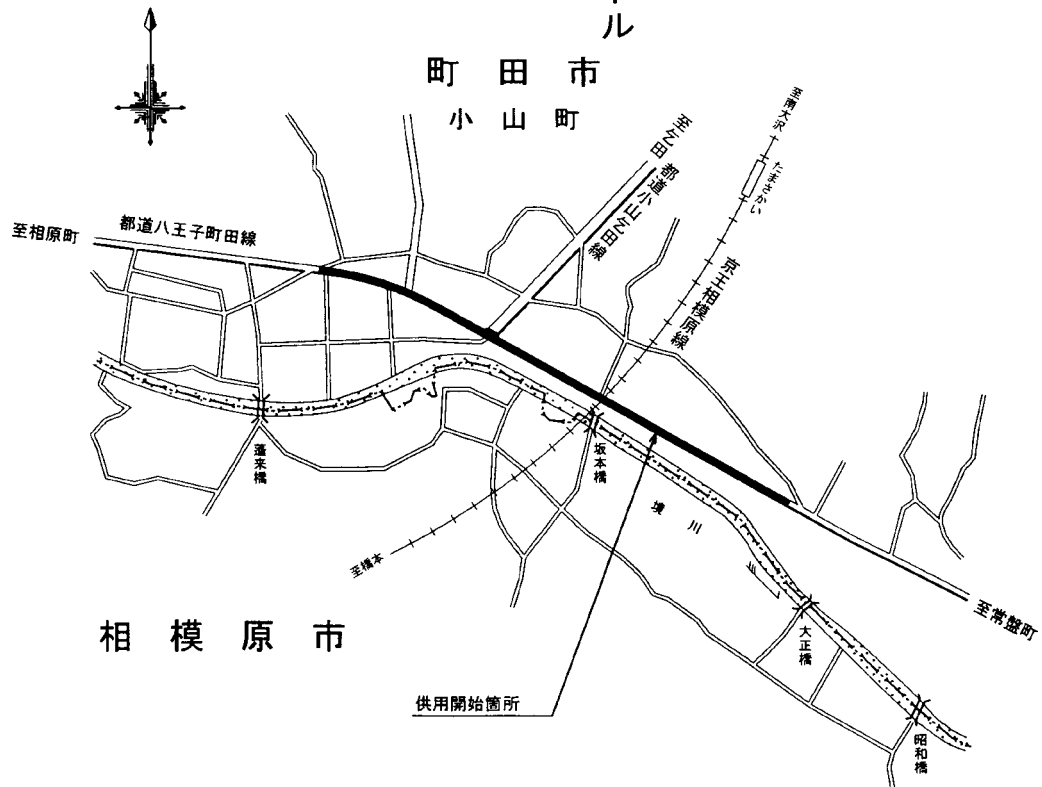 ル
町田市
小山町
至乞田
都道小山乞田線
至南大沢
たまさかい
京王相模原線
至相原町
都道八王子町田線
蓬来橋
坂本橋
境川
至橋本
相模原市
大正橋
至常盤町
供用開始箇所
昭和橋